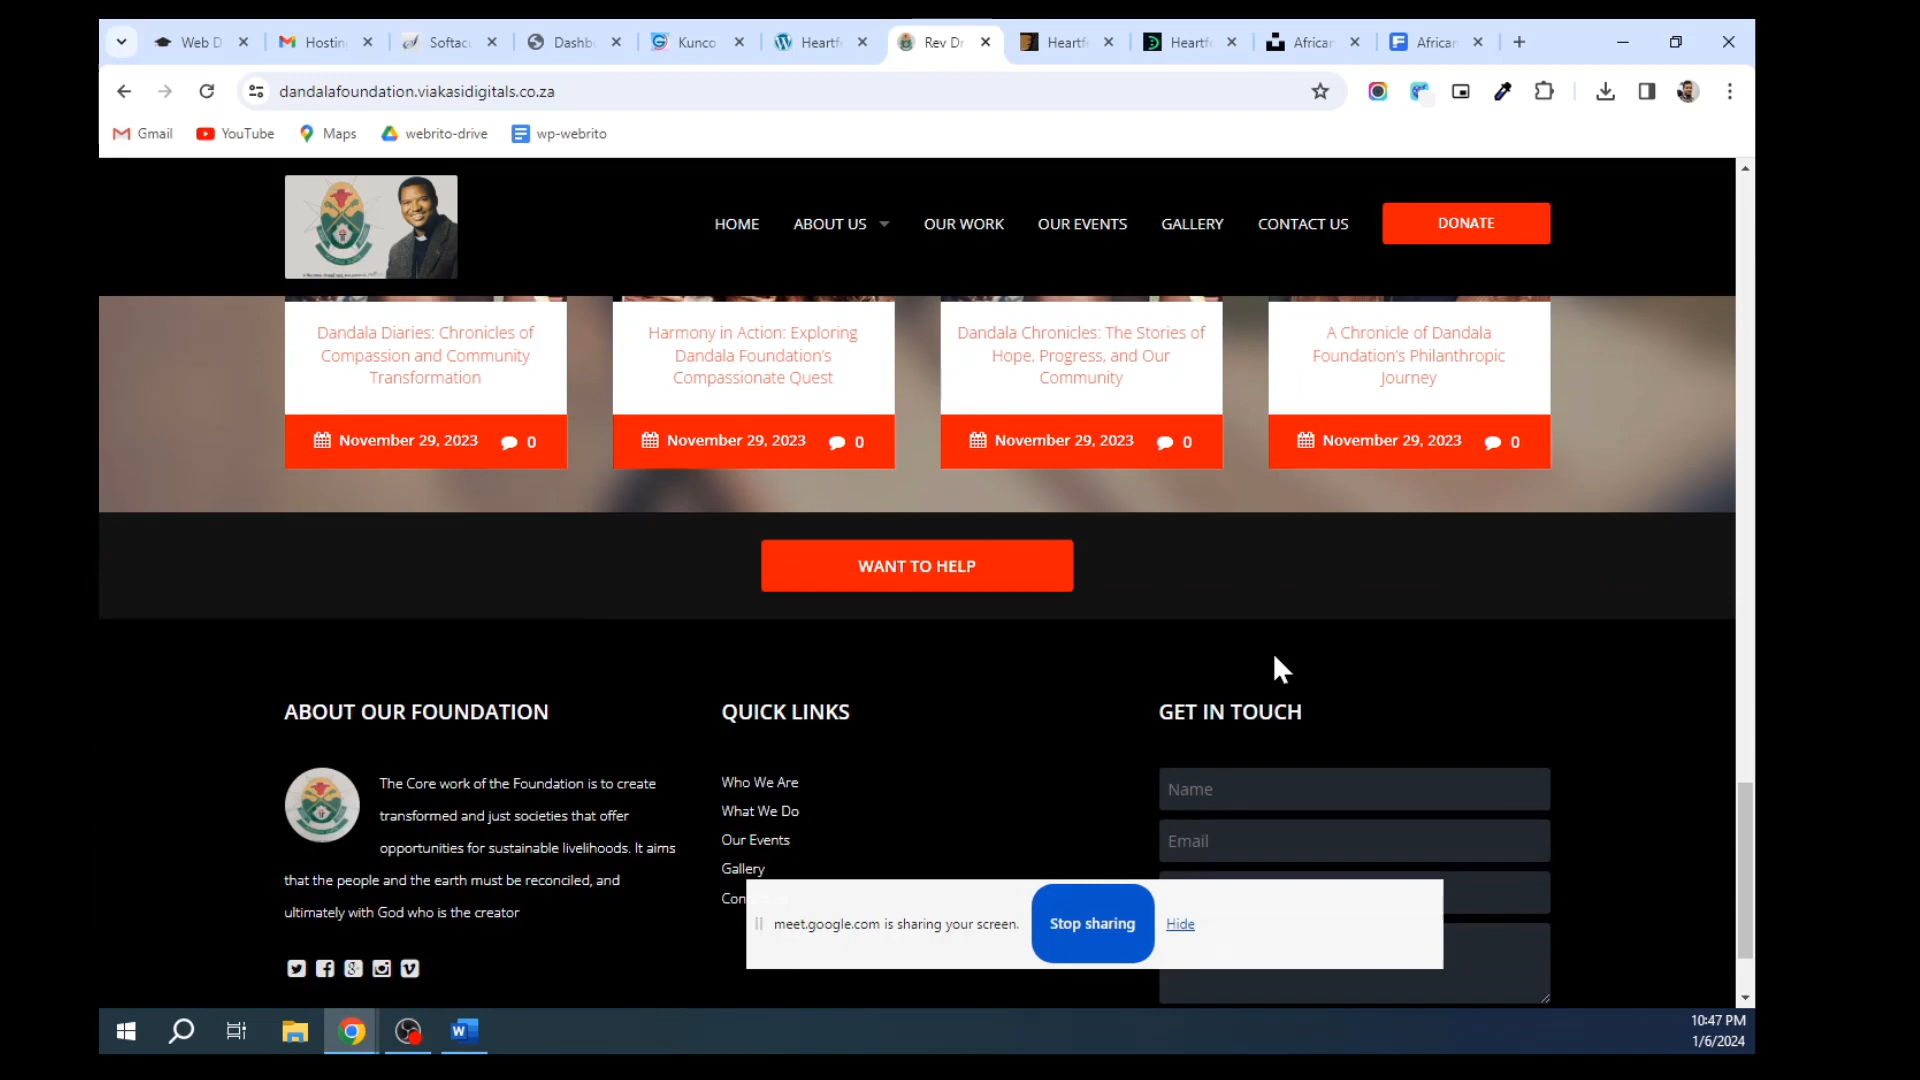 Web D
Hosting
Softacu
Dashb
Kunco
Heartf
Rev Dr
Heartf
Heartf
African
African
dandalafoundation.viakasidigitals.co.za
Gmail
YouTube
Maps
webrito-drive
wp-webrito
HOME
ABOUT US
OUR WORK
OUR EVENTS
GALLERY
CONTACT US
DONATE
Dandala Diaries: Chronicles of
Compassion and Community
Transformation
November 29, 2023
0
Harmony in Action: Exploring
Dandala Foundation's
Compassionate Quest
November 29, 2023
0
Dandala Chronicles: The Stories of
Hope, Progress, and Our
Community
November 29, 2023
0
A Chronicle of Dandala
Foundation's Philanthropic
Journey
November 29, 2023
0
WANT TO HELP
ABOUT OUR FOUNDATION
The Core work of the Foundation is to create
transformed and just societies that offer
opportunities for sustainable livelihoods. It aims
that the people and the earth must be reconciled, and
ultimately with God who is the creator
QUICK LINKS
Who We Are
What We Do
Our Events
Gallery
Con
GET IN TOUCH
Name
Email
meet.google.com is sharing your screen.
Stop sharing
Hide
10:47 PM
1/6/2024